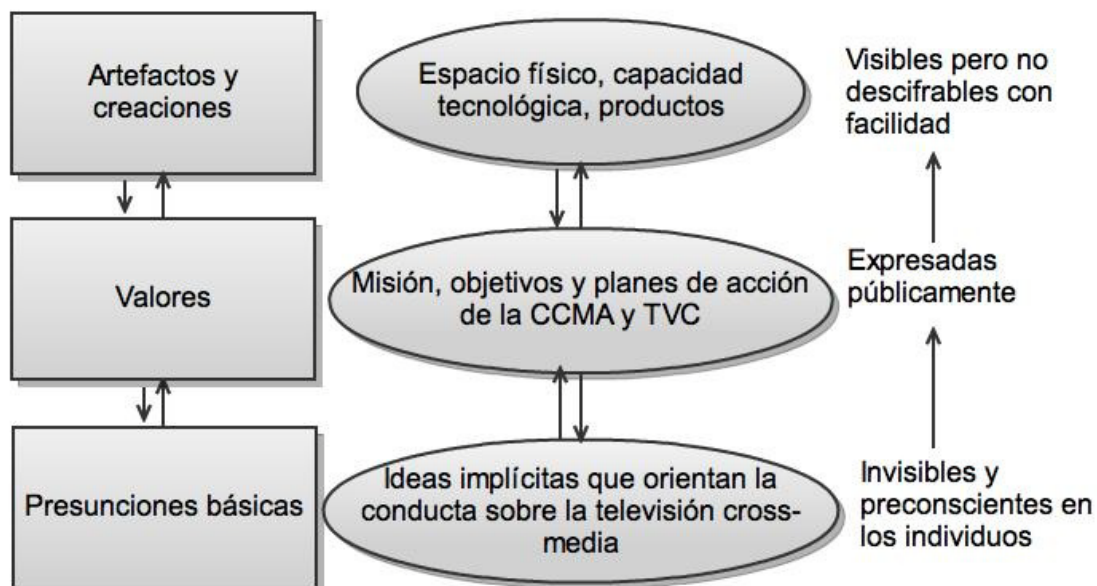 Artefactos y
creaciones
Espacio físico, capacidad
tecnológica, productos
Visibles pero no
descifrables con
facilidad
Valores
Misión, objetivos y planes de acción
de la CCMA y TVC
Expresadas
públicamente
Presunciones básicas
Ideas implícitas que orientan la
conducta sobre la televisión cross-
media
Invisibles y
preconscientes en
los individuos